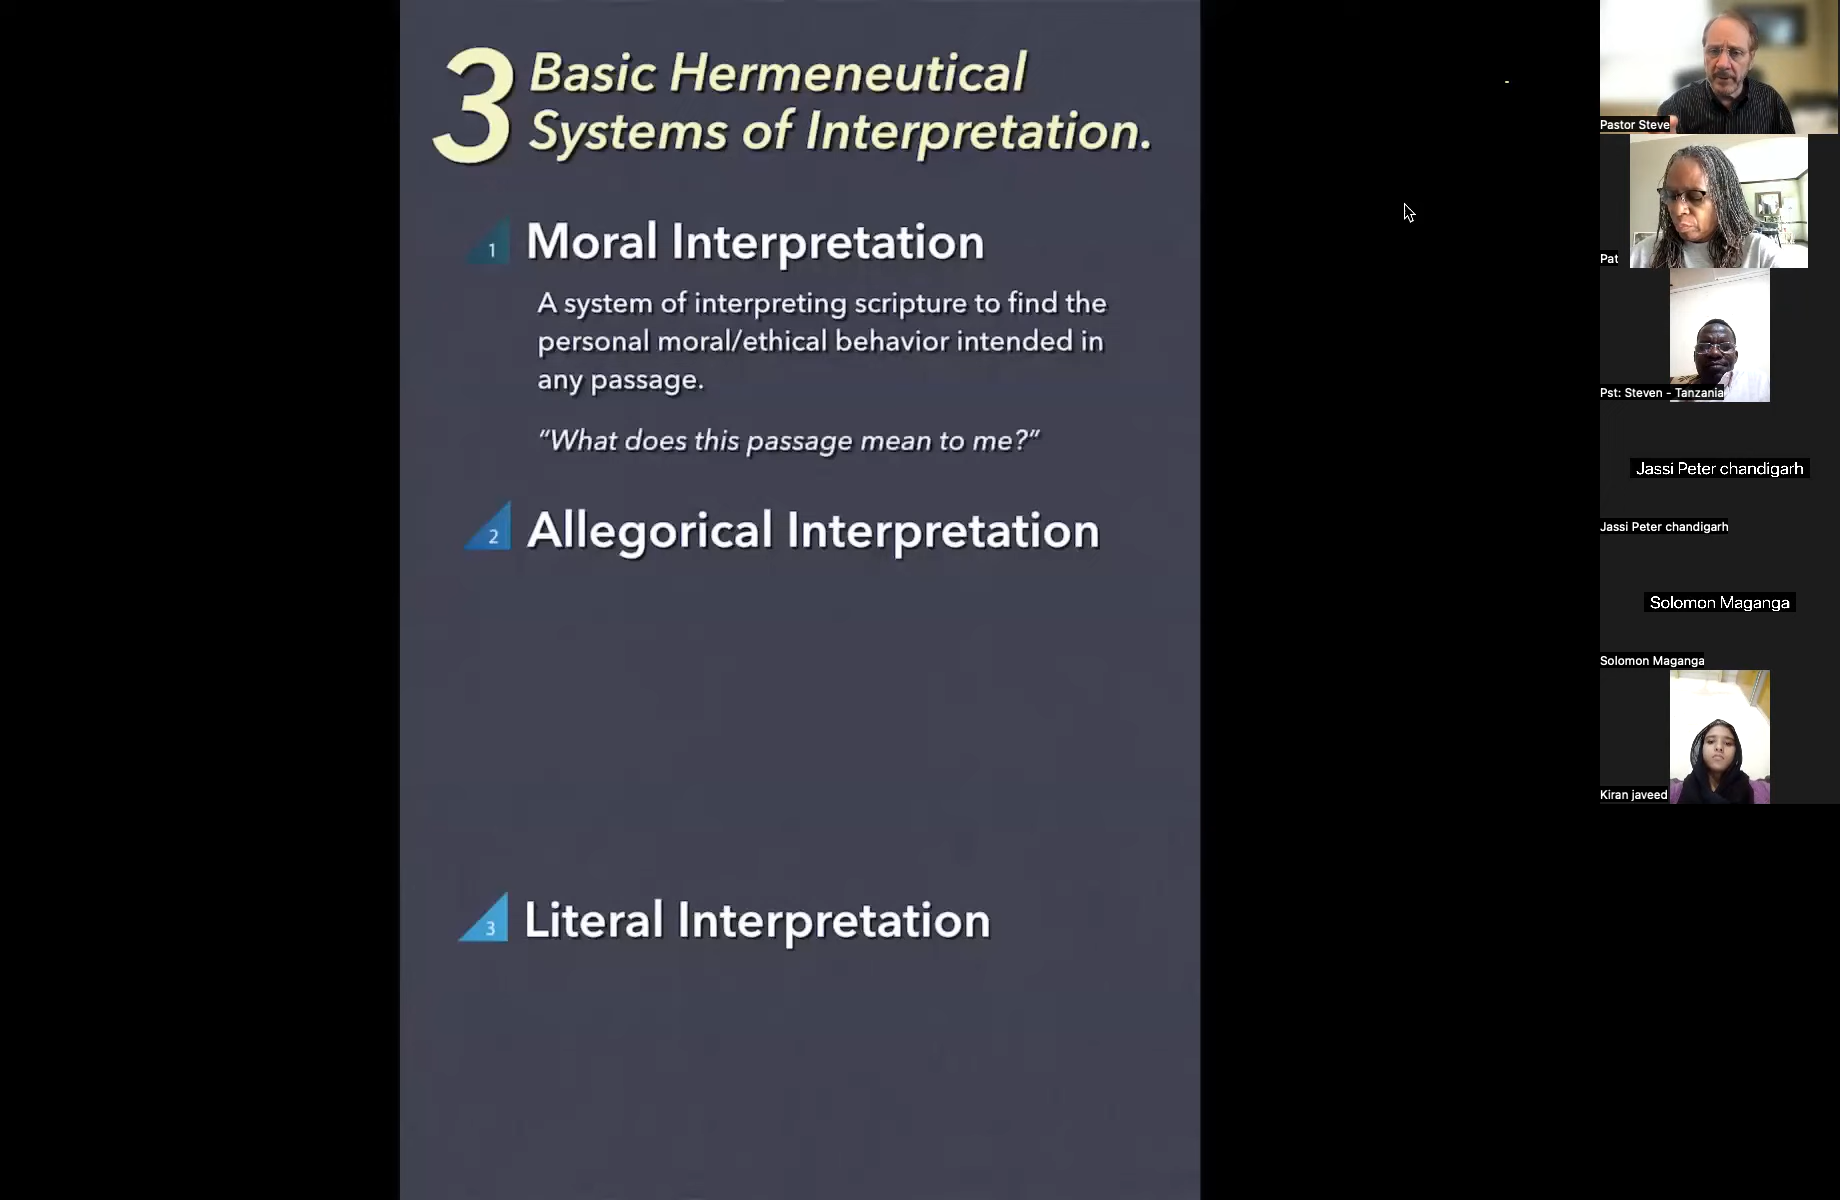 3 Basic Hermeneutical
Systems of Interpretation.
1 Moral Interpretation
A system of interpreting scripture to find the
personal moral/ethical behavior intended in
any passage.
“What does this passage mean to me?”
2 Allegorical Interpretation
3 Literal Interpretation
Pastor Steve
Pat
Pst: Steven - Tanzania
Jassi Peter chandigarh
Jassi Peter chandigarh
Solomon Maganga
Solomon Maganga
Kiran javeed